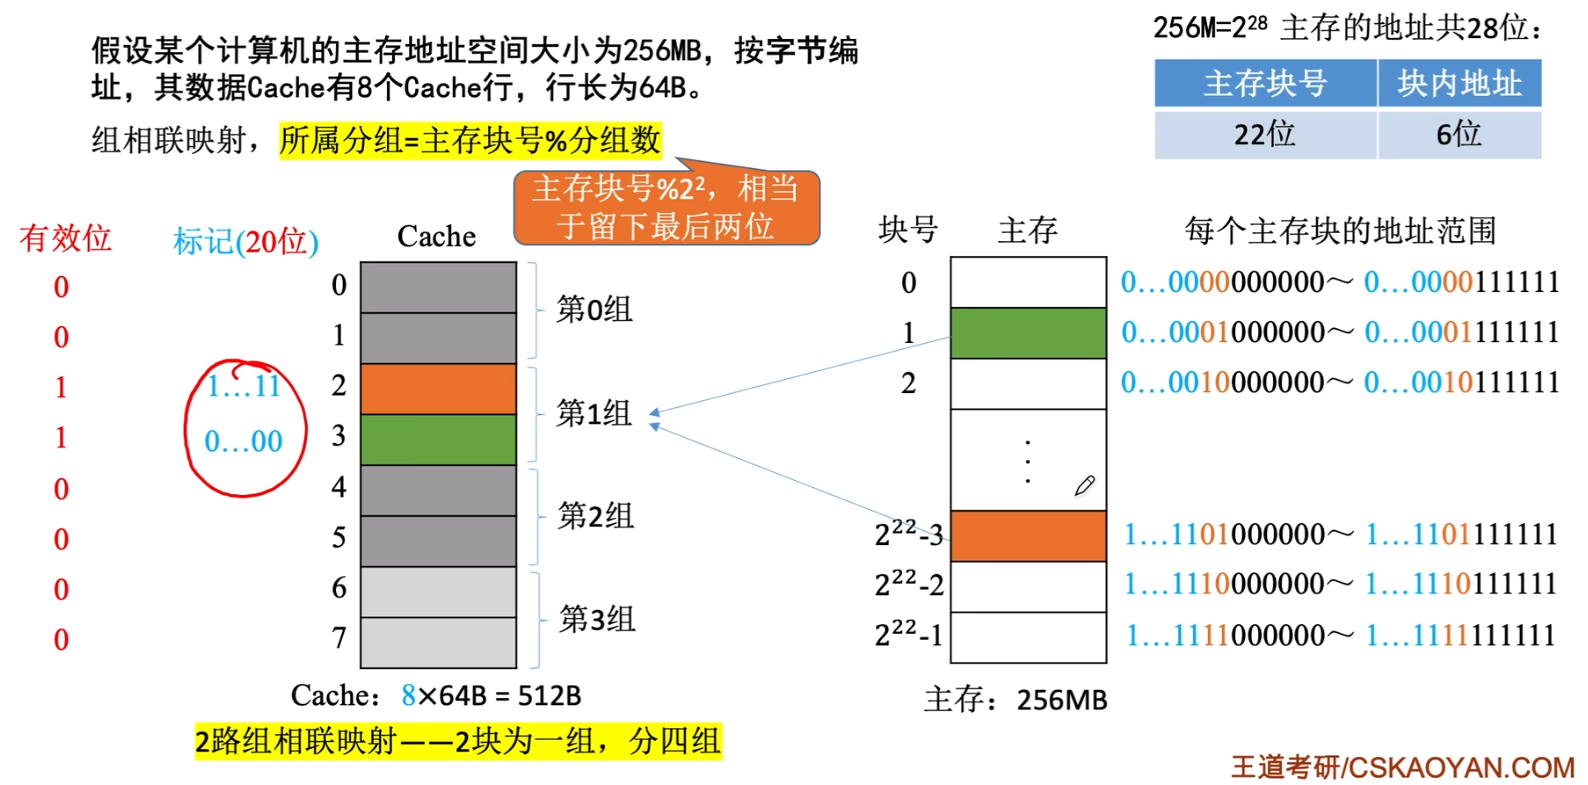 256M=2²⁸ 主存的地址共28位：
假设某个计算机的主存地址空间大小为256MB，按字节编
址，其数据Cache有8个Cache行，行长为64B。
主存块号 块内地址
22位 6位
组相联映射，所属分组=主存块号%分组数
主存块号%2²，相当
于留下最后两位
有效位 标记(20位) Cache 块号 主存 每个主存块的地址范围
0 0 第0组 0 0…0000000000～ 0…0000111111
0 1 1 0…0001000000～ 0…0001111111
1 1…11 2 第1组 2 0…0010000000～ 0…0010111111
1 0…00 3
0 4 第2组
0 5 2²²-3 1…1101000000～ 1…1101111111
0 6 第3组 2²²-2 1…1110000000～ 1…1110111111
0 7 2²²-1 1…1111000000～ 1…1111111111
Cache：8×64B = 512B 主存：256MB
2路组相联映射——2块为一组，分四组
王道考研/CSKAOYAN.COM